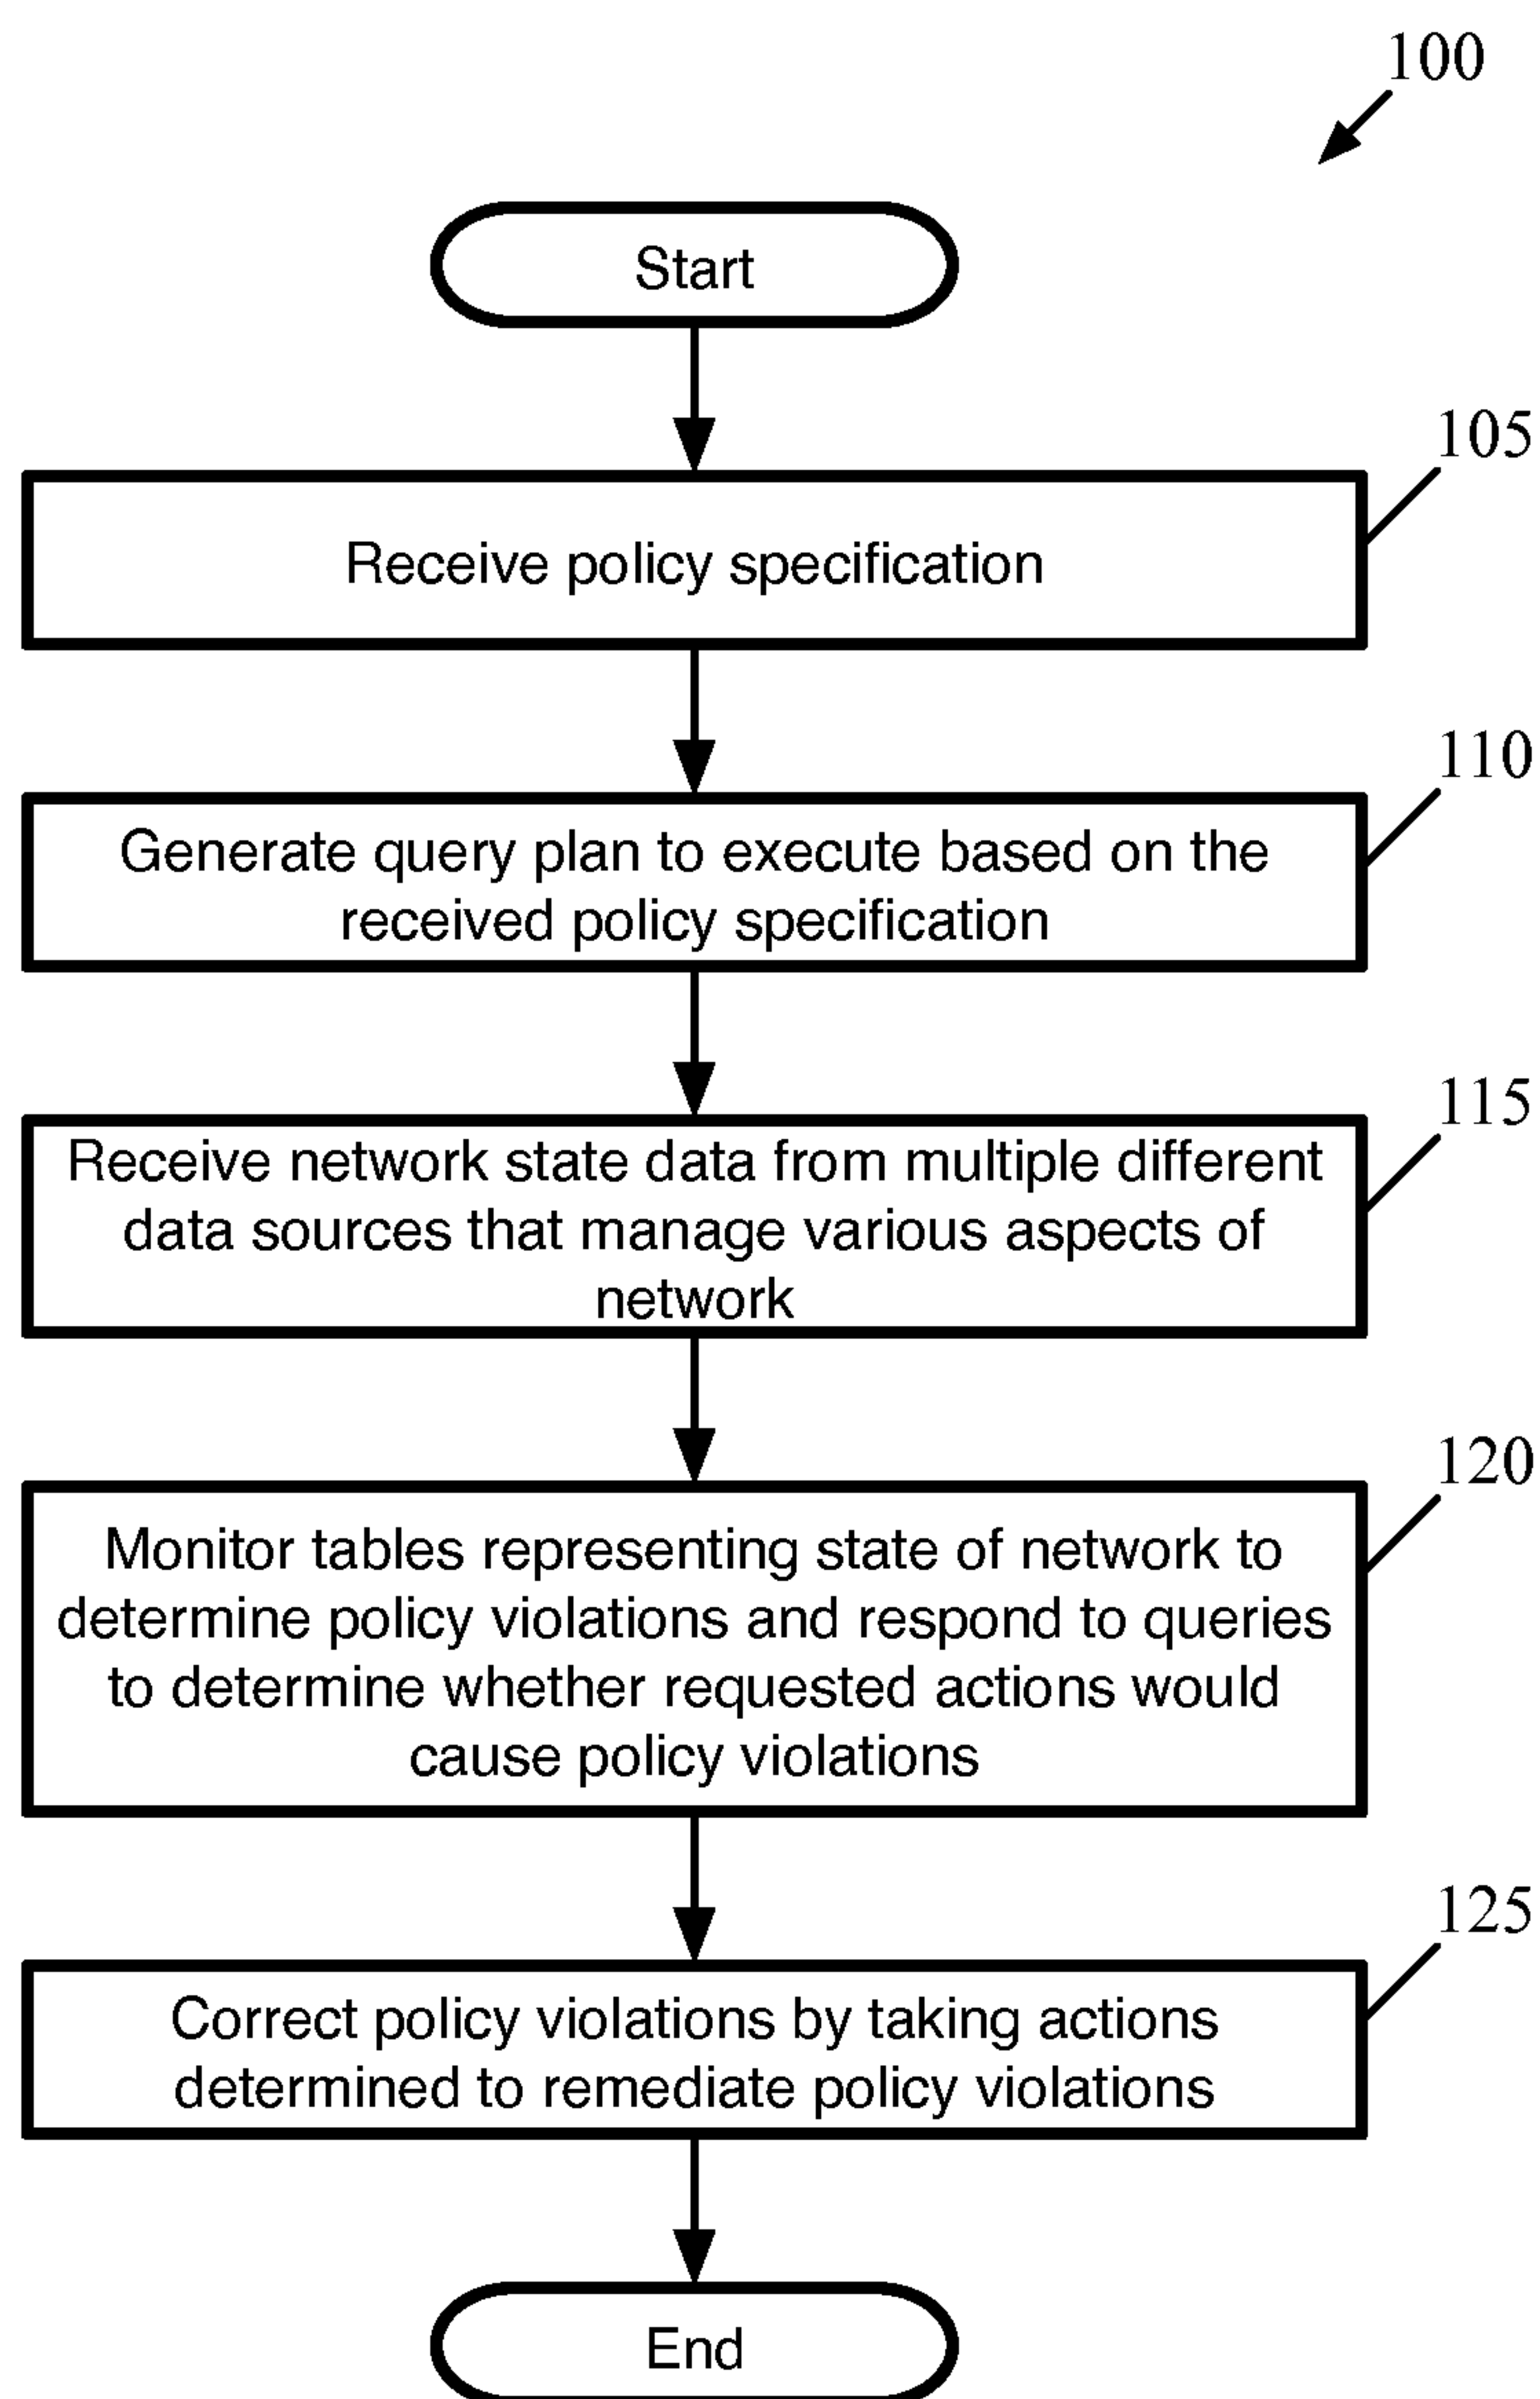 100
Start
105
Receive policy specification
110
Generate query plan to execute based on the
received policy specification
115
Receive network state data from multiple different
data sources that manage various aspects of
network
120
Monitor tables representing state of network to
determine policy violations and respond to queries
to determine whether requested actions would
cause policy violations
125
Correct policy violations by taking actions
determined to remediate policy violations
End